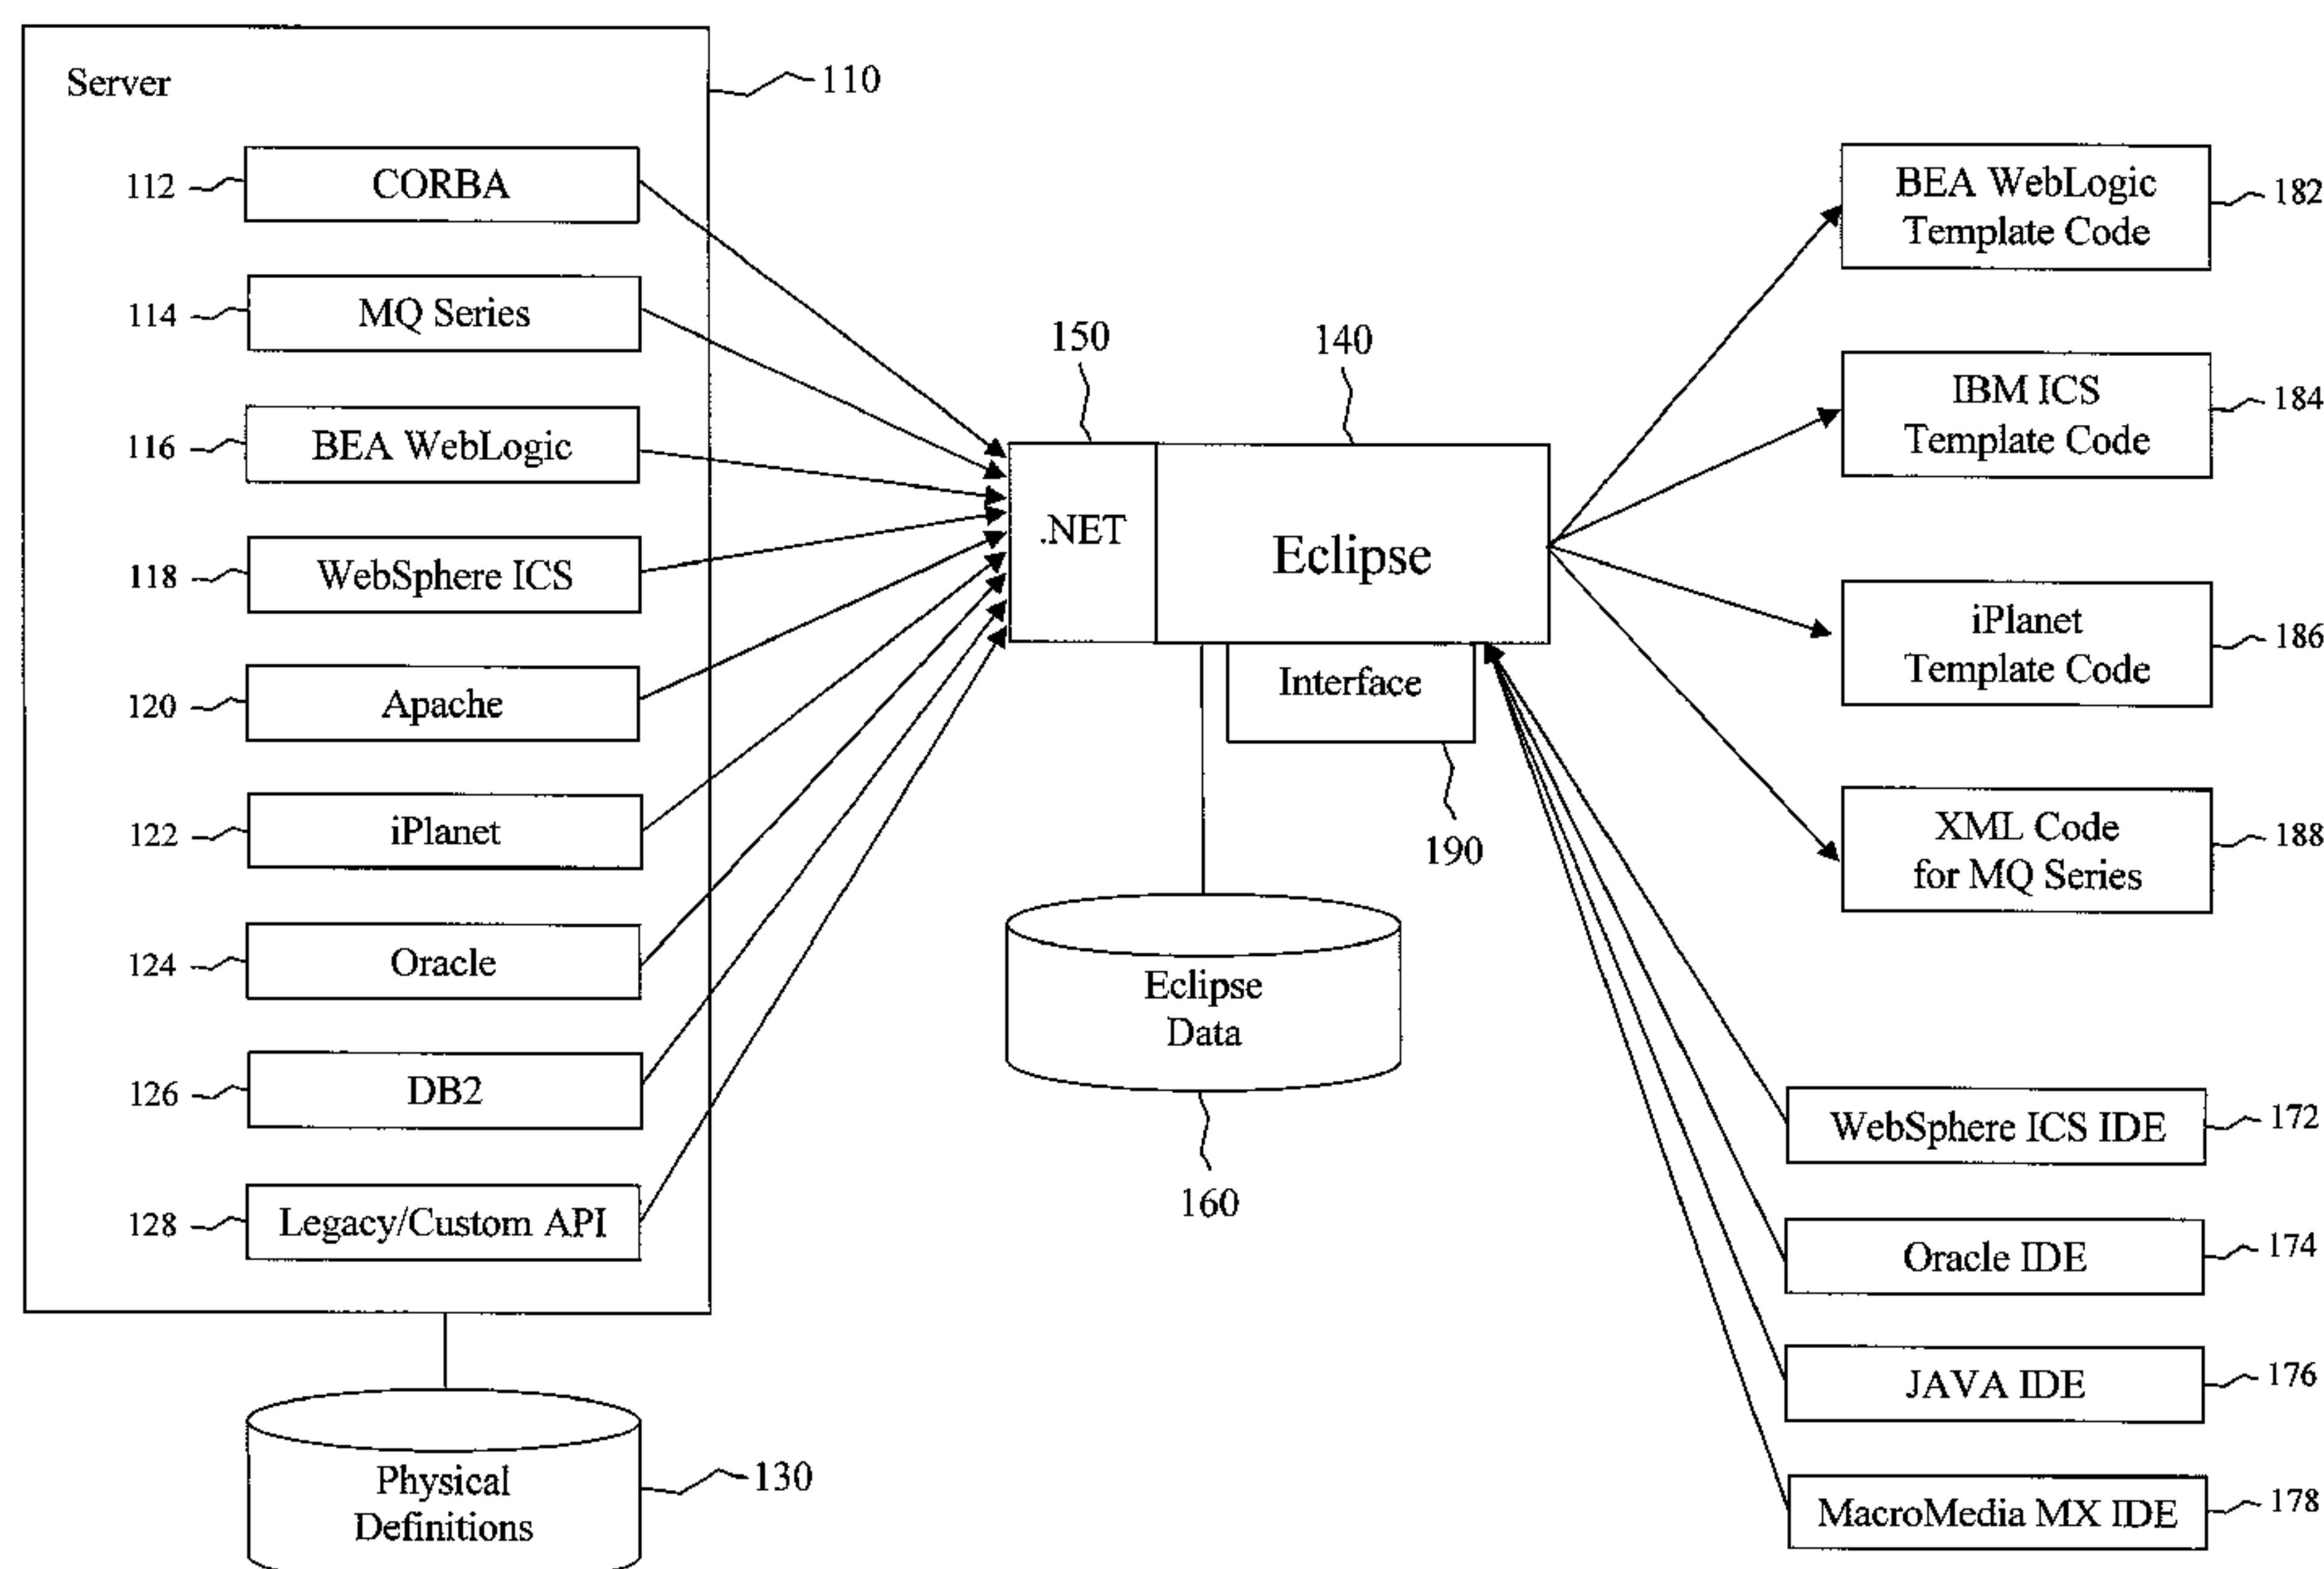 Server
110
112
CORBA
114
MQ Series
116
BEA WebLogic
118
WebSphere ICS
120
Apache
122
iPlanet
124
Oracle
126
DB2
128
Legacy/Custom API
Physical
Definitions
130
150
140
.NET
Eclipse
Interface
190
Eclipse
Data
160
BEA WebLogic
Template Code
182
IBM ICS
Template Code
184
iPlanet
Template Code
186
XML Code
for MQ Series
188
WebSphere ICS IDE
172
Oracle IDE
174
JAVA IDE
176
MacroMedia MX IDE
178